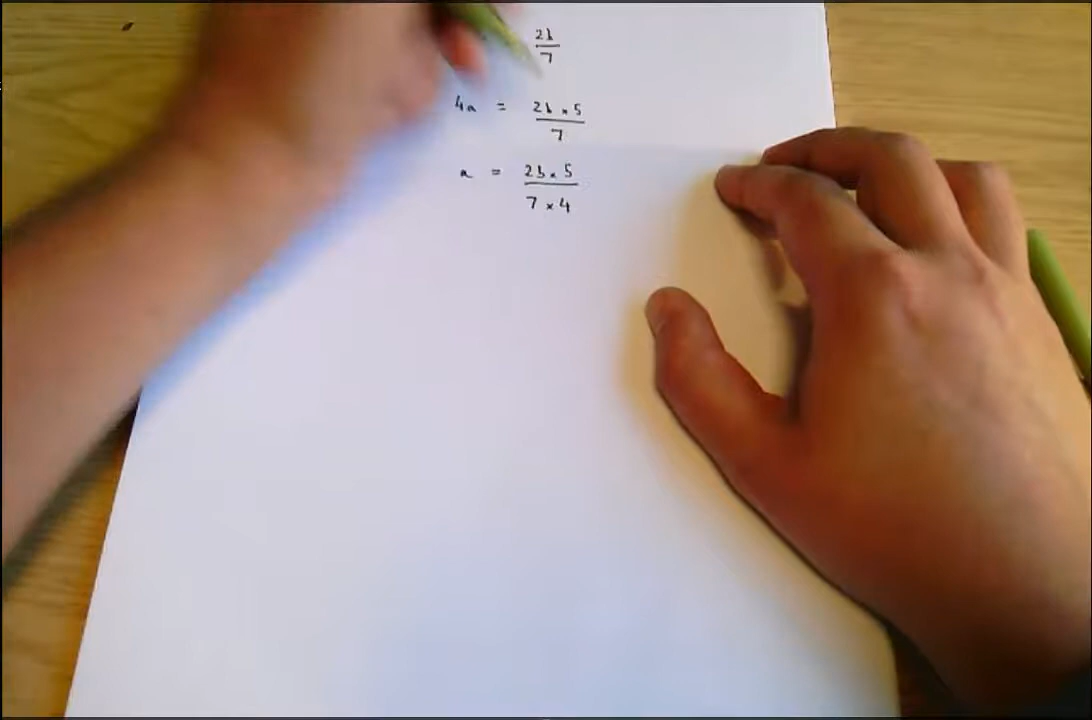 2b/7
4a = 2b × 5/7
a = 2b × 5/7 × 4